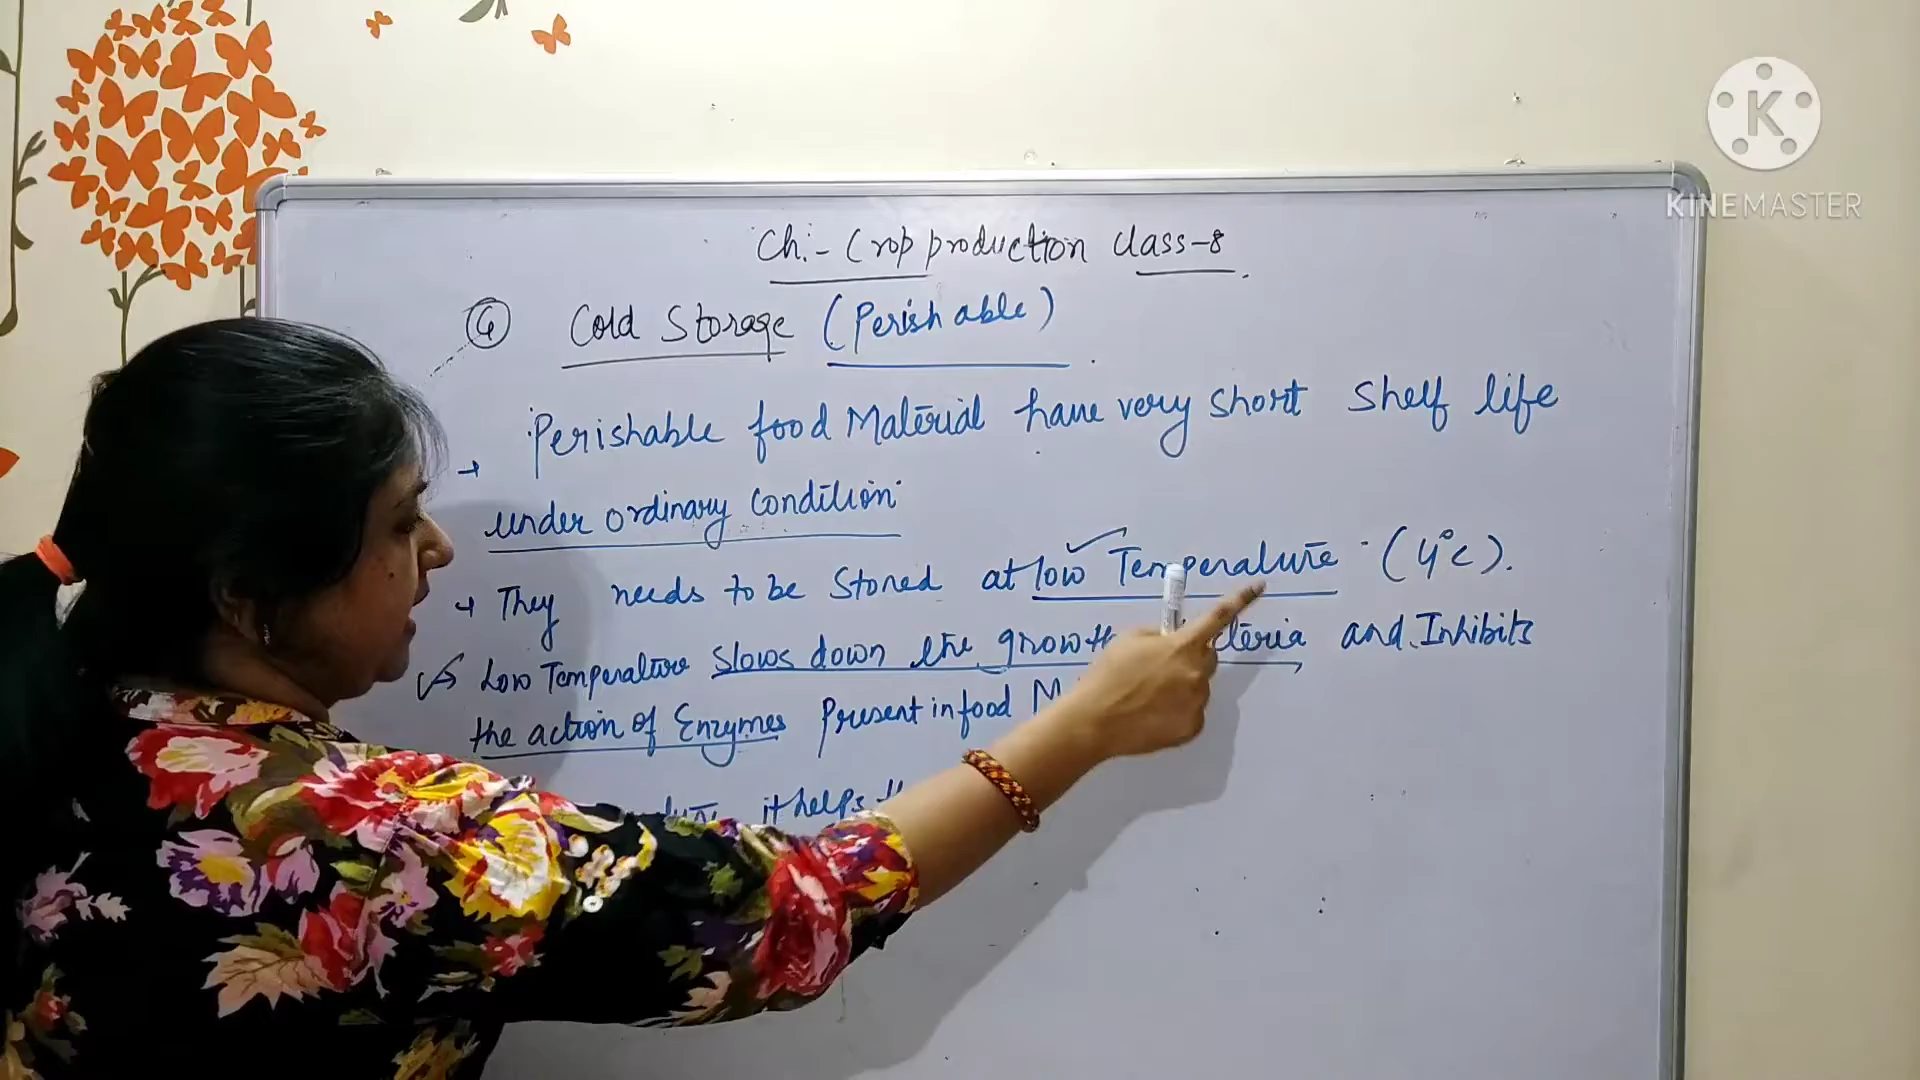 Ch:- Crop production Class-8
Cold Storage (Perishable)
Perishable food Material have very short shelf life
under ordinary condition
They needs to be stored at low Temperature (4°C).
Low Temperature slows down the growth and Inhibits
the action of Enzymes Present in food
it helps
K
KINEMASTER